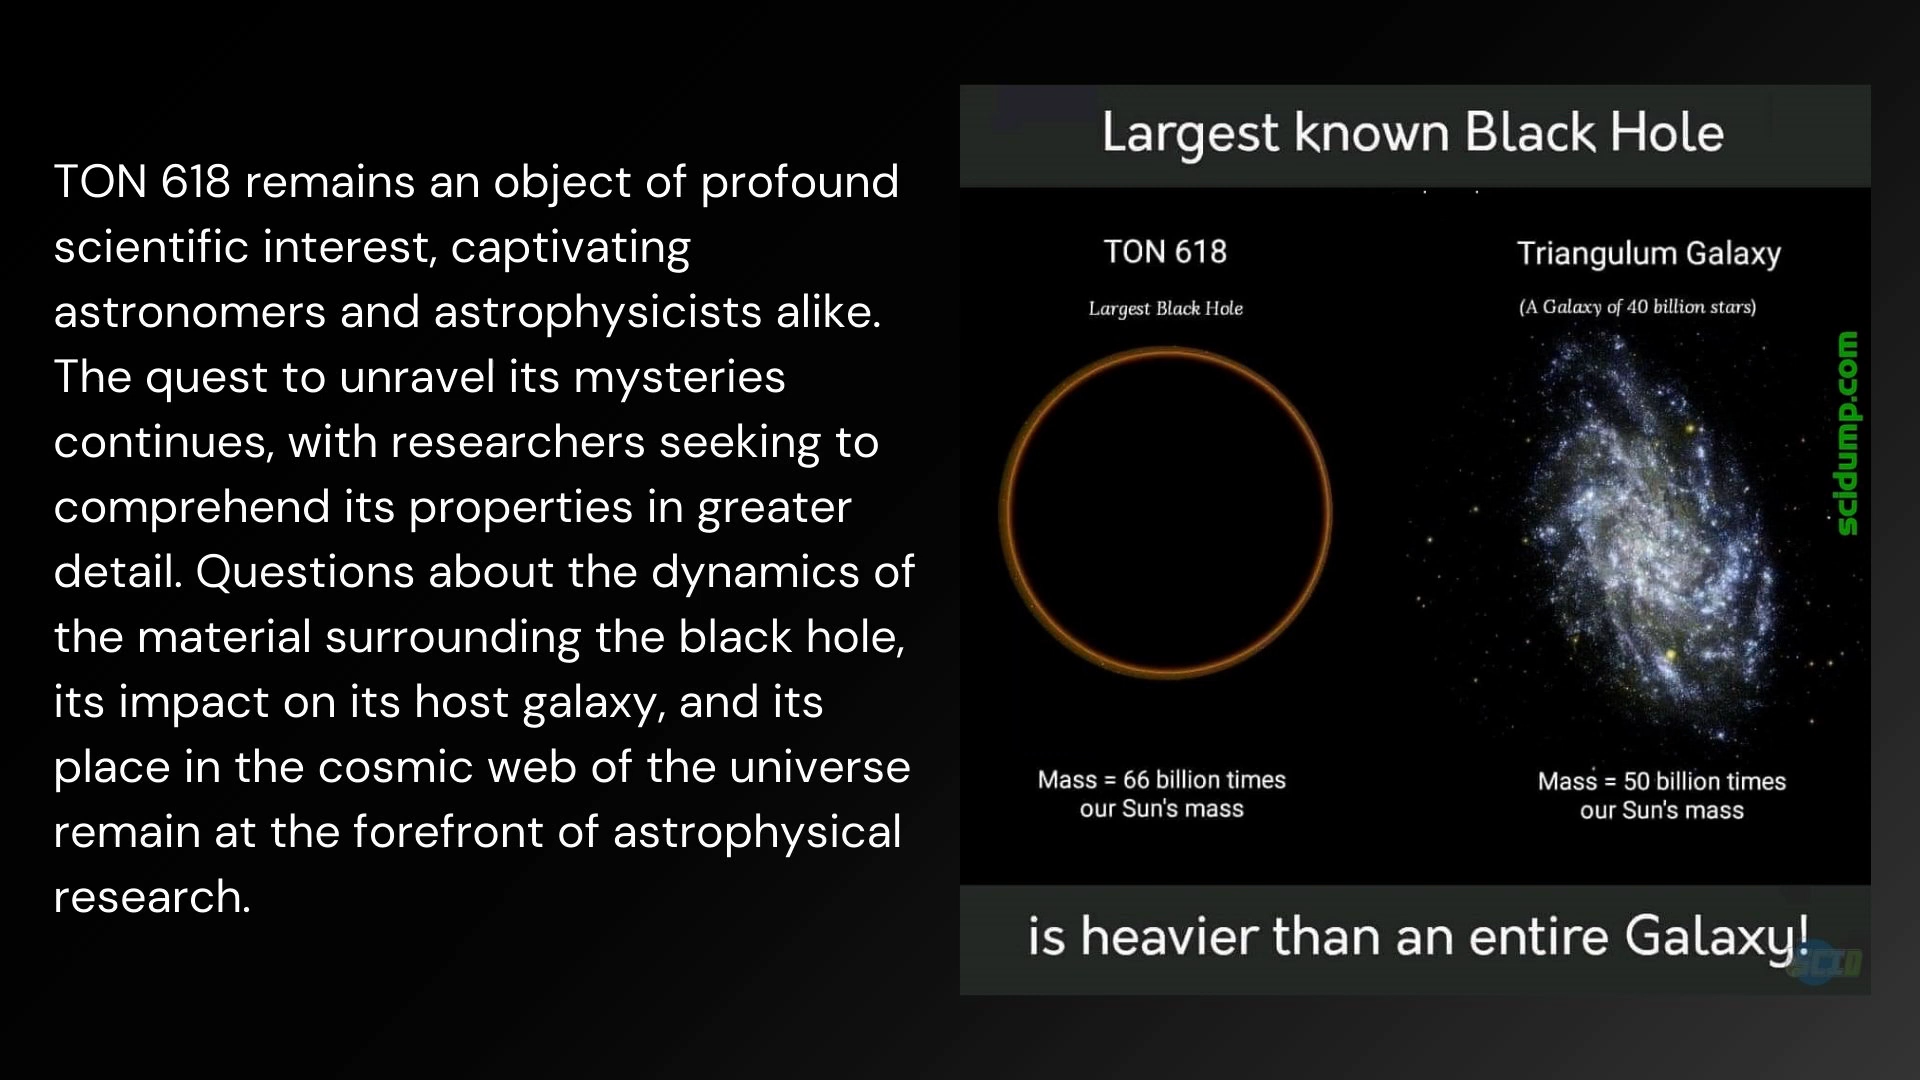 TON 618 remains an object of profound
scientific interest, captivating
astronomers and astrophysicists alike.
The quest to unravel its mysteries
continues, with researchers seeking to
comprehend its properties in greater
detail. Questions about the dynamics of
the material surrounding the black hole,
its impact on its host galaxy, and its
place in the cosmic web of the universe
remain at the forefront of astrophysical
research.
Largest known Black Hole
TON 618
Largest Black Hole
Mass = 66 billion times
our Sun's mass
Triangulum Galaxy
(A Galaxy of 40 billion stars)
Mass = 50 billion times
our Sun's mass
scidump.com
is heavier than an entire Galaxy!
SCID